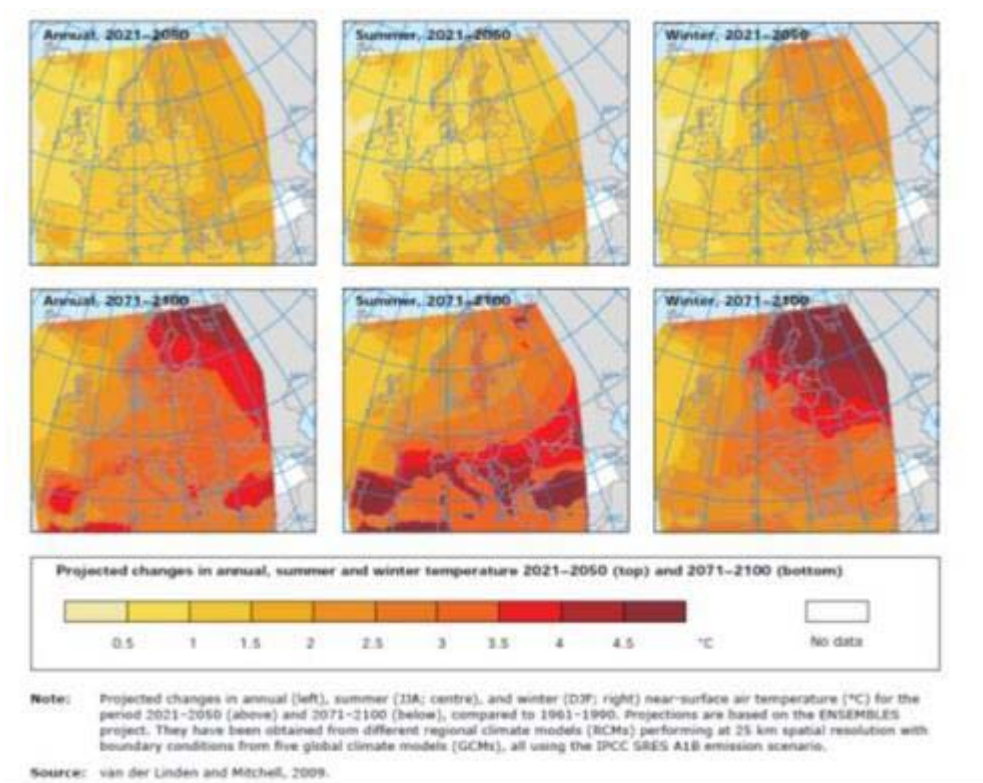 Annual, 2021–2050
Summer, 2021–2050
Winter, 2021–2050
Annual, 2071–2100
Summer, 2071–2100
Winter, 2071–2100
Projected changes in annual, summer and winter temperature 2021–2050 (top) and 2071–2100 (bottom)
0.5 1 1.5 2 2.5 3 3.5 4 4.5 °C
No data
Note: Projected changes in annual (left), summer (JJA; centre), and winter (DJF; right) near-surface air temperature (°C) for the
period 2021–2050 (above) and 2071–2100 (below), compared to 1961–1990. Projections are based on the ENSEMBLES
project. They have been obtained from different regional climate models (RCMs) performing at 25 km spatial resolution with
boundary conditions from five global climate models (GCMs), all using the IPCC SRES A1B emission scenario.
Source: van der Linden and Mitchell, 2009.